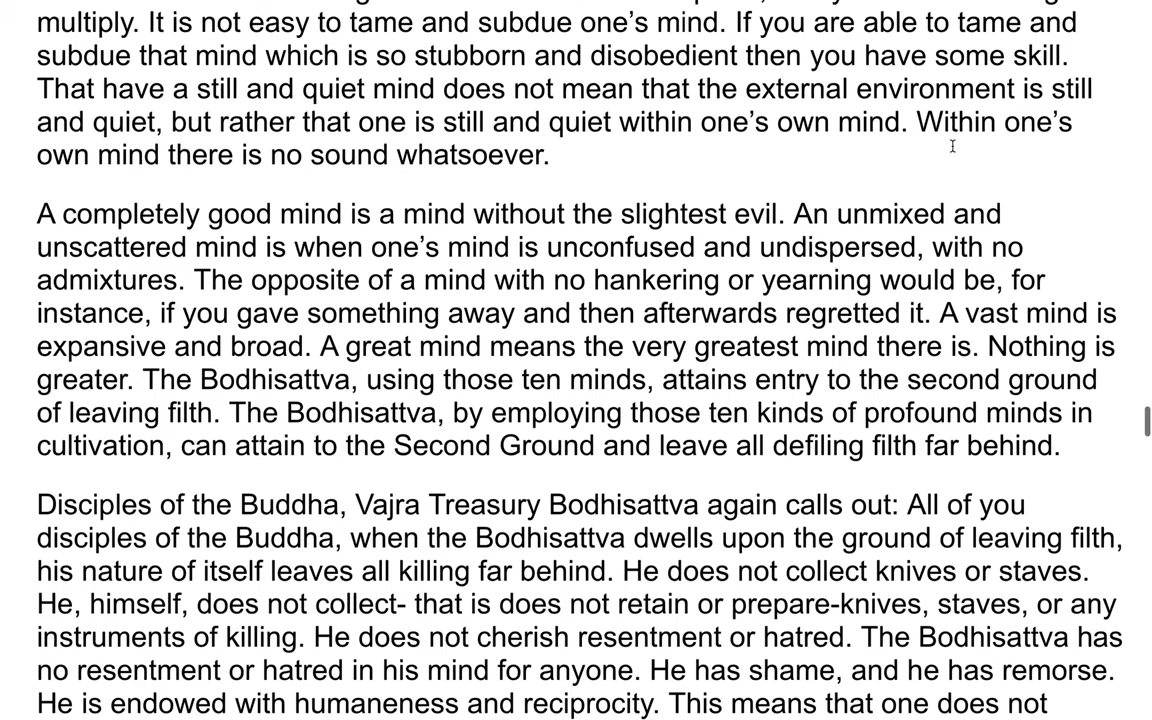 multiply. It is not easy to tame and subdue one's mind. If you are able to tame and
subdue that mind which is so stubborn and disobedient then you have some skill.
That have a still and quiet mind does not mean that the external environment is still
and quiet, but rather that one is still and quiet within one's own mind. Within one's
own mind there is no sound whatsoever.
A completely good mind is a mind without the slightest evil. An unmixed and
unscattered mind is when one's mind is unconfused and undispersed, with no
admixtures. The opposite of a mind with no hankering or yearning would be, for
instance, if you gave something away and then afterwards regretted it. A vast mind is
expansive and broad. A great mind means the very greatest mind there is. Nothing is
greater. The Bodhisattva, using those ten minds, attains entry to the second ground
of leaving filth. The Bodhisattva, by employing those ten kinds of profound minds in
cultivation, can attain to the Second Ground and leave all defiling filth far behind.
Disciples of the Buddha, Vajra Treasury Bodhisattva again calls out: All of you
disciples of the Buddha, when the Bodhisattva dwells upon the ground of leaving filth,
his nature of itself leaves all killing far behind. He does not collect knives or staves.
He, himself, does not collect- that is does not retain or prepare-knives, staves, or any
instruments of killing. He does not cherish resentment or hatred. The Bodhisattva has
no resentment or hatred in his mind for anyone. He has shame, and he has remorse.
He is endowed with humaneness and reciprocity. This means that one does not